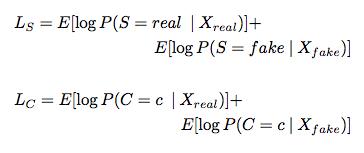 L_S = E[log P(S = real | X_real)]+
E[log P(S = fake | X_fake)]
L_C = E[log P(C = c | X_real)]+
E[log P(C = c | X_fake)]